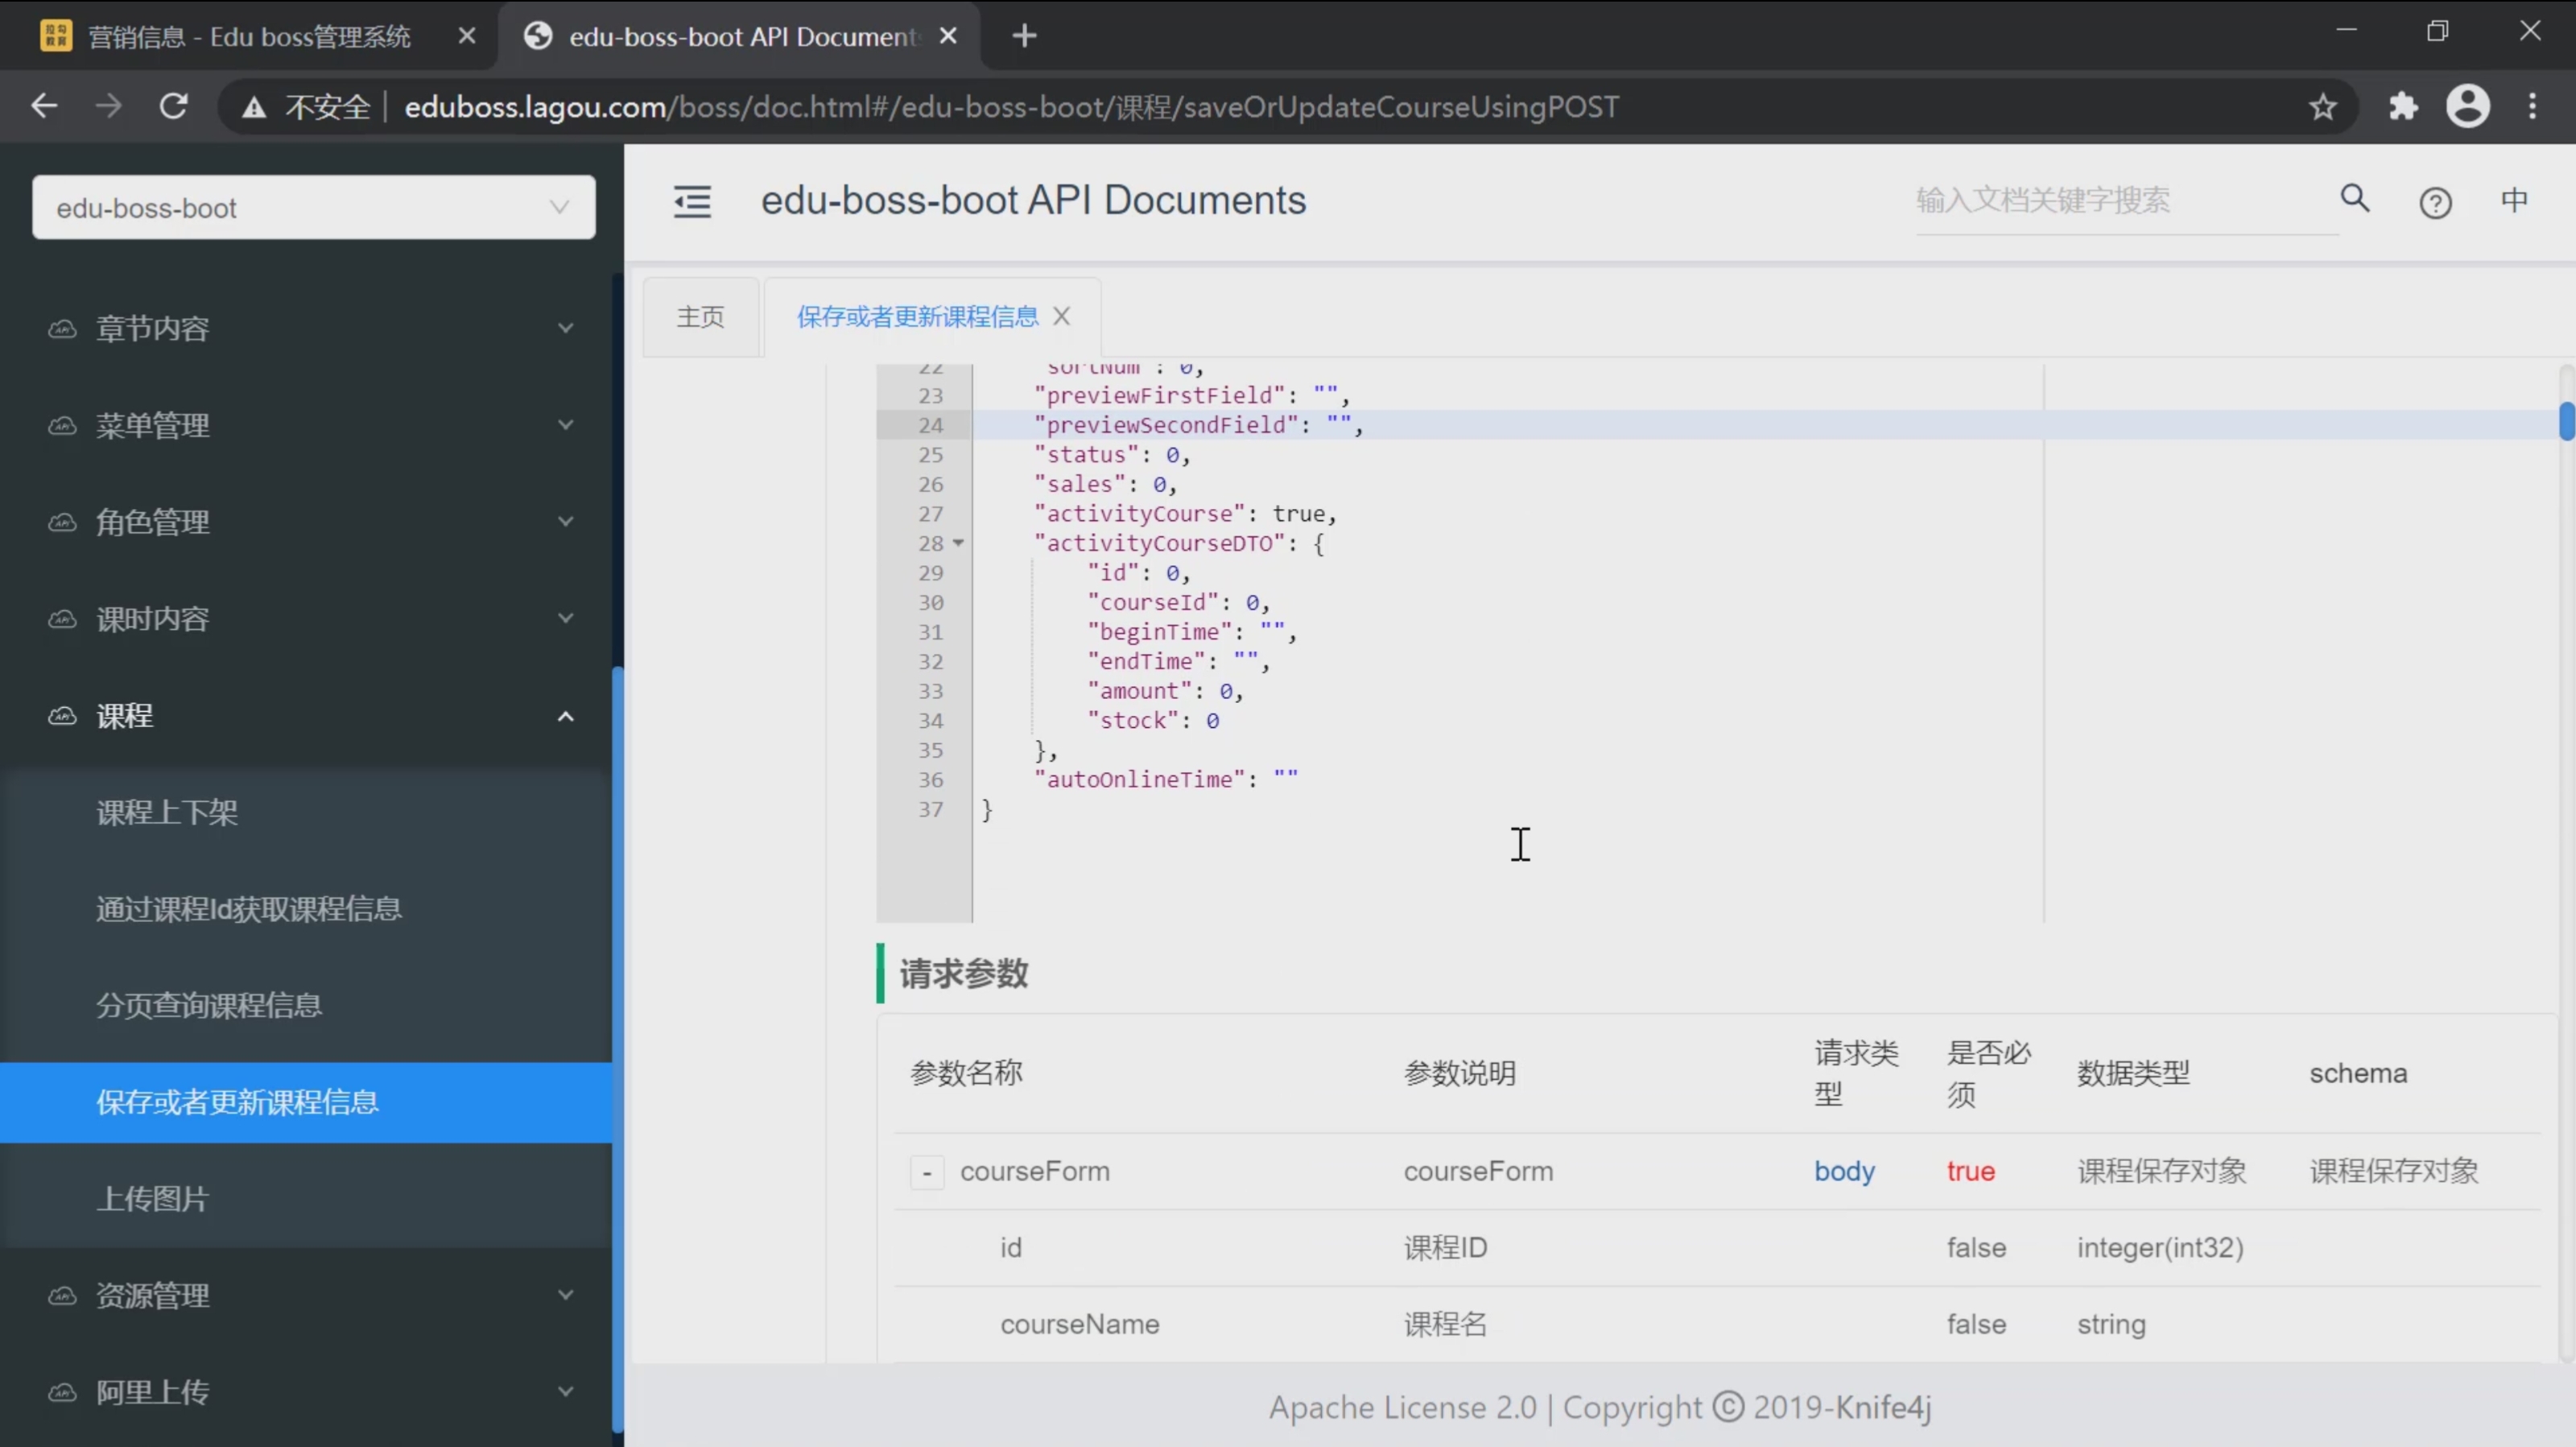 营销信息 - Edu boss管理系统
edu-boss-boot API Document
不安全 | eduboss.lagou.com/boss/doc.html#/edu-boss-boot/课程/saveOrUpdateCourseUsingPOST
edu-boss-boot
章节内容
菜单管理
角色管理
课时内容
课程
课程上下架
通过课程Id获取课程信息
分页查询课程信息
保存或者更新课程信息
上传图片
资源管理
阿里上传
edu-boss-boot API Documents
输入文档关键字搜索
中
主页
保存或者更新课程信息
22 "sortNum": 0,
23 "previewFirstField": "",
24 "previewSecondField": "",
25 "status": 0,
26 "sales": 0,
27 "activityCourse": true,
28 "activityCourseDTO": {
29 "id": 0,
30 "courseId": 0,
31 "beginTime": "",
32 "endTime": "",
33 "amount": 0,
34 "stock": 0
35 },
36 "autoOnlineTime": ""
37 }
请求参数
参数名称 参数说明 请求类型 是否必须 数据类型 schema
- courseForm courseForm body true 课程保存对象 课程保存对象
id 课程ID false integer(int32)
courseName 课程名 false string
Apache License 2.0 | Copyright © 2019-Knife4j